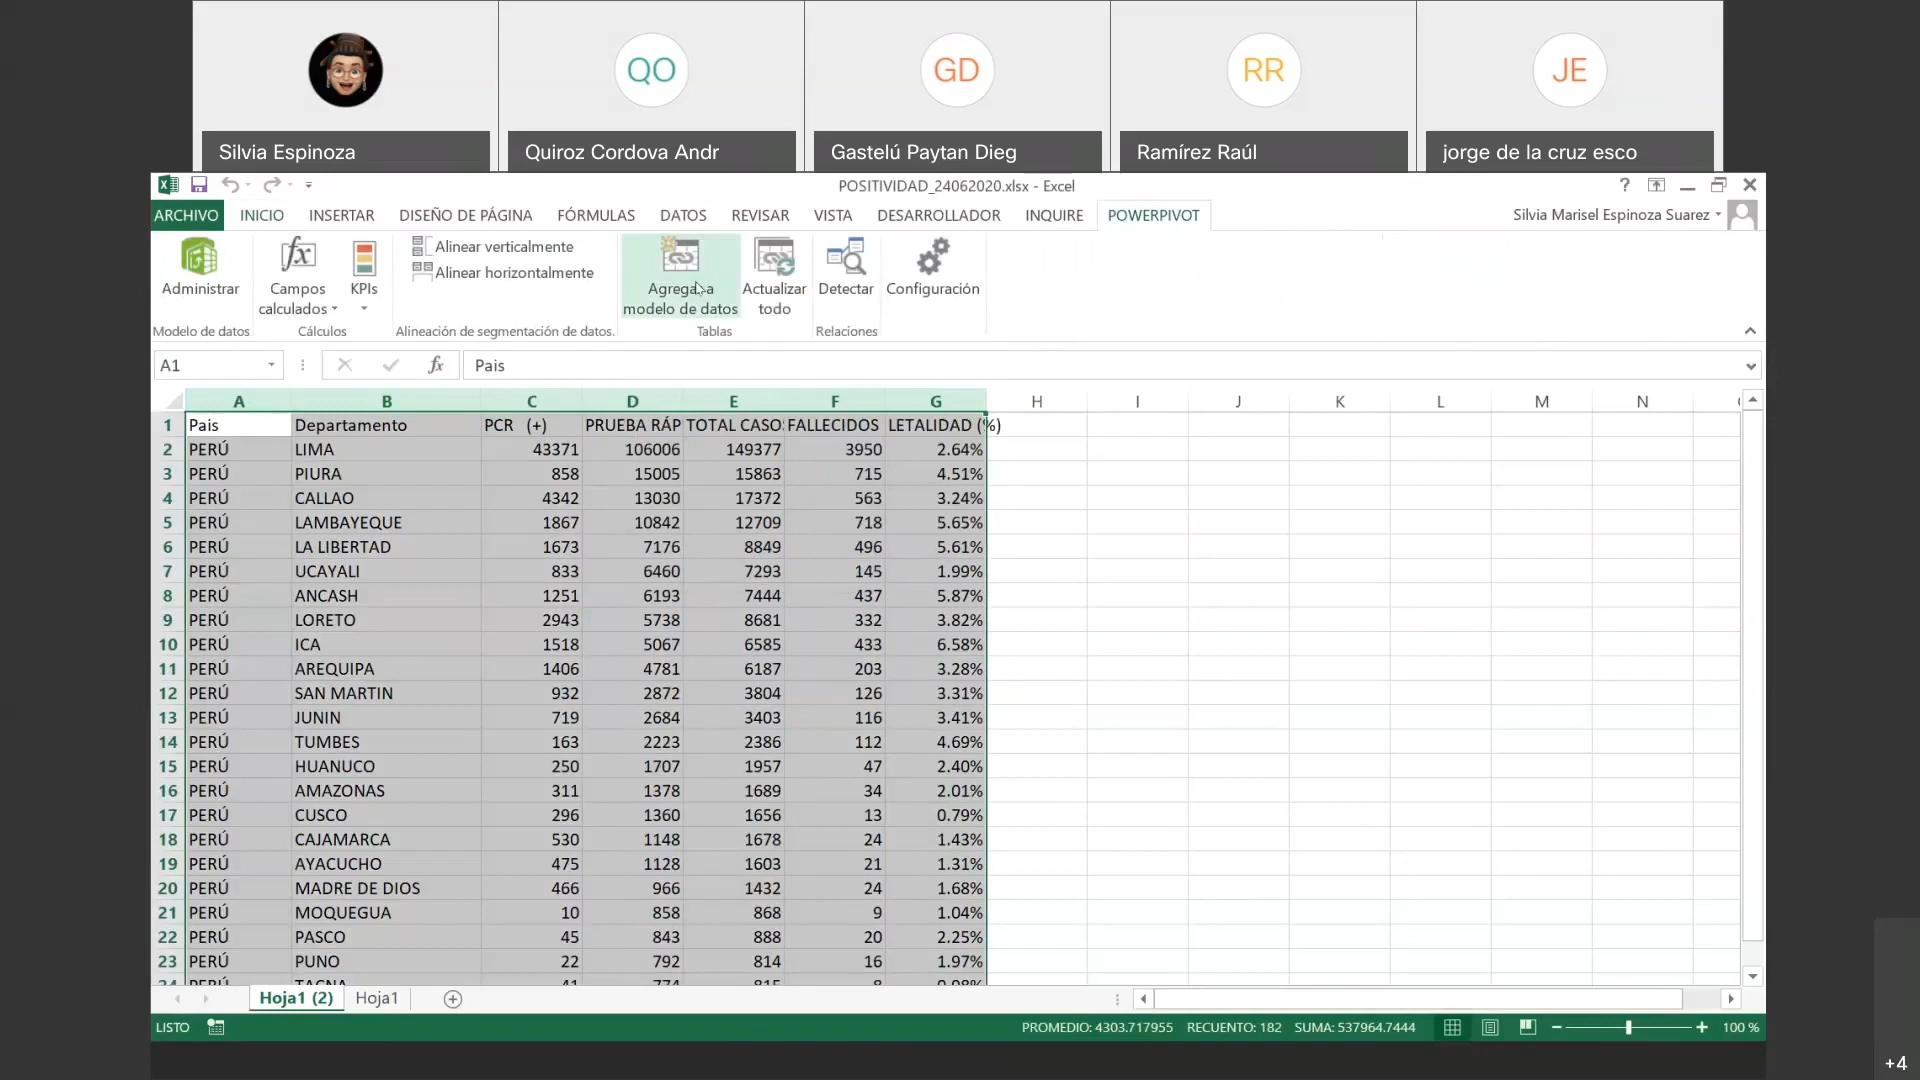 QO
GD
RR
JE
Silvia Espinoza
Quiroz Cordova Andr
Gastelú Paytan Dieg
Ramírez Raúl
jorge de la cruz esco
POSITIVIDAD_24062020.xlsx - Excel
?
ARCHIVO INICIO INSERTAR DISEÑO DE PÁGINA FÓRMULAS DATOS REVISAR VISTA DESARROLLADOR INQUIRE POWERPIVOT Silvia Marisel Espinoza Suarez
Administrar
Modelo de datos
Campos
calculados
KPIs
Cálculos
Alinear verticalmente
Alinear horizontalmente
Alineación de segmentación de datos.
Agregar a
modelo de datos
Actualizar
todo
Tablas
Detectar
Relaciones
Configuración
A1 fx Pais
A B C D E F G H I J K L M N
1 Pais Departamento PCR (+) PRUEBA RÁP TOTAL CASO FALLECIDOS LETALIDAD (%)
2 PERÚ LIMA 43371 106006 149377 3950 2.64%
3 PERÚ PIURA 858 15005 15863 715 4.51%
4 PERÚ CALLAO 4342 13030 17372 563 3.24%
5 PERÚ LAMBAYEQUE 1867 10842 12709 718 5.65%
6 PERÚ LA LIBERTAD 1673 7176 8849 496 5.61%
7 PERÚ UCAYALI 833 6460 7293 145 1.99%
8 PERÚ ANCASH 1251 6193 7444 437 5.87%
9 PERÚ LORETO 2943 5738 8681 332 3.82%
10 PERÚ ICA 1518 5067 6585 433 6.58%
11 PERÚ AREQUIPA 1406 4781 6187 203 3.28%
12 PERÚ SAN MARTIN 932 2872 3804 126 3.31%
13 PERÚ JUNIN 719 2684 3403 116 3.41%
14 PERÚ TUMBES 163 2223 2386 112 4.69%
15 PERÚ HUANUCO 250 1707 1957 47 2.40%
16 PERÚ AMAZONAS 311 1378 1689 34 2.01%
17 PERÚ CUSCO 296 1360 1656 13 0.79%
18 PERÚ CAJAMARCA 530 1148 1678 24 1.43%
19 PERÚ AYACUCHO 475 1128 1603 21 1.31%
20 PERÚ MADRE DE DIOS 466 966 1432 24 1.68%
21 PERÚ MOQUEGUA 10 858 868 9 1.04%
22 PERÚ PASCO 45 843 888 20 2.25%
23 PERÚ PUNO 22 792 814 16 1.97%
24 PERÚ TACNA 41 774 815 8 0.98%
Hoja1 (2) Hoja1
LISTO PROMEDIO: 4303.717955 RECUENTO: 182 SUMA: 537964.7444 100 %
+4